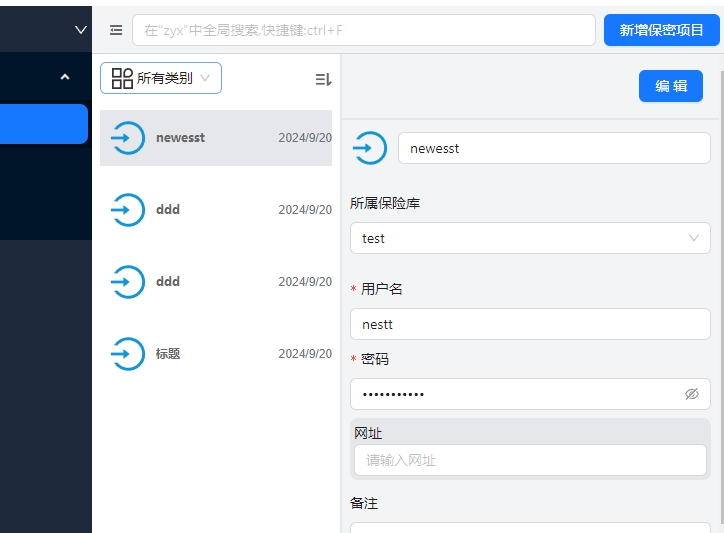 在"zyx"中全局搜索,快捷键:ctrl+F
新增保密项目
所有类别
编 辑
newesst 2024/9/20
ddd 2024/9/20
ddd 2024/9/20
标题 2024/9/20
newesst
所属保险库
test
* 用户名
nestt
* 密码
•••••••••••
网址
请输入网址
备注